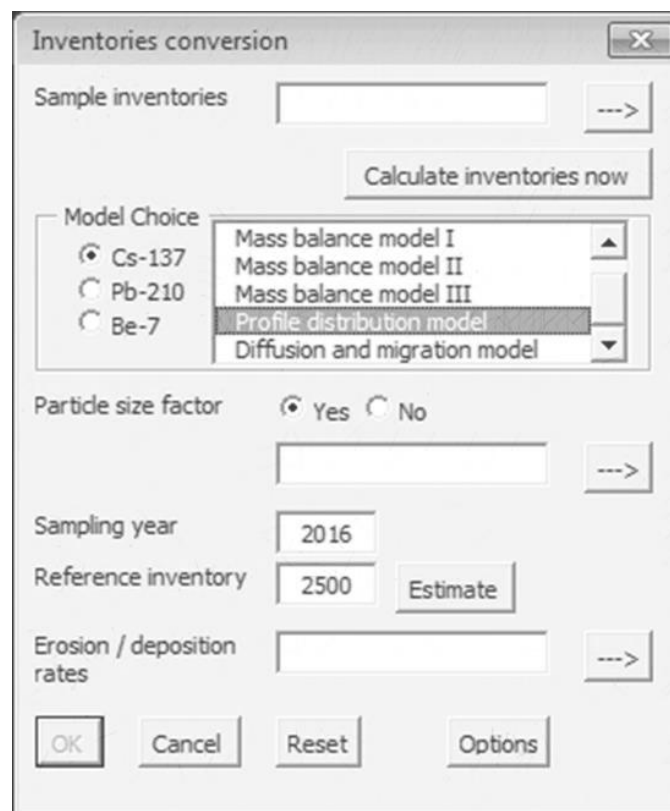 Inventories conversion
Sample inventories
--->
Calculate inventories now
Model Choice
Cs-137
Pb-210
Be-7
Mass balance model I
Mass balance model II
Mass balance model III
Profile distribution model
Diffusion and migration model
Particle size factor
Yes
No
--->
Sampling year
2016
Reference inventory
2500
Estimate
Erosion / deposition
rates
--->
OK
Cancel
Reset
Options